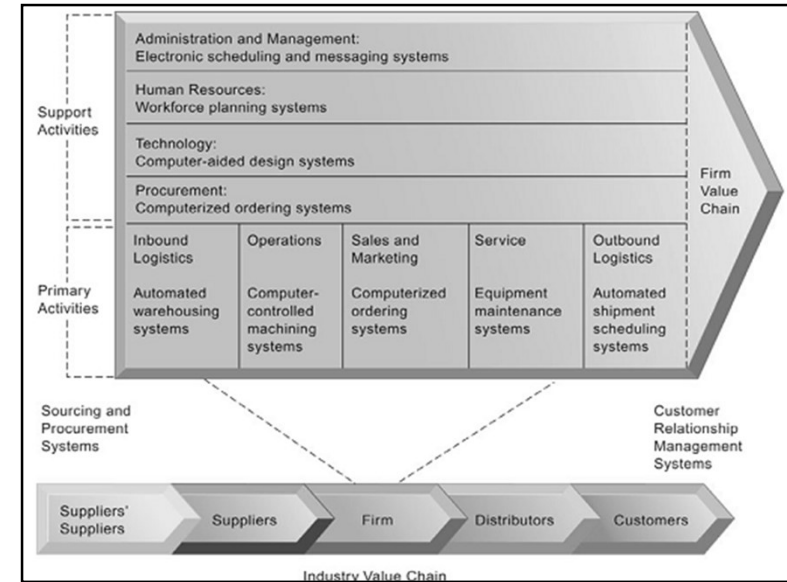 Administration and Management:
Electronic scheduling and messaging systems
Human Resources:
Workforce planning systems
Support
Activities
Technology:
Computer-aided design systems
Procurement:
Computerized ordering systems
Firm
Value
Chain
Primary
Activities
Inbound
Logistics
Automated
warehousing
systems
Operations
Computer-
controlled
machining
systems
Sales and
Marketing
Computerized
ordering
systems
Service
Equipment
maintenance
systems
Outbound
Logistics
Automated
shipment
scheduling
systems
Sourcing and
Procurement
Systems
Customer
Relationship
Management
Systems
Suppliers'
Suppliers
Suppliers
Firm
Distributors
Customers
Industry Value Chain